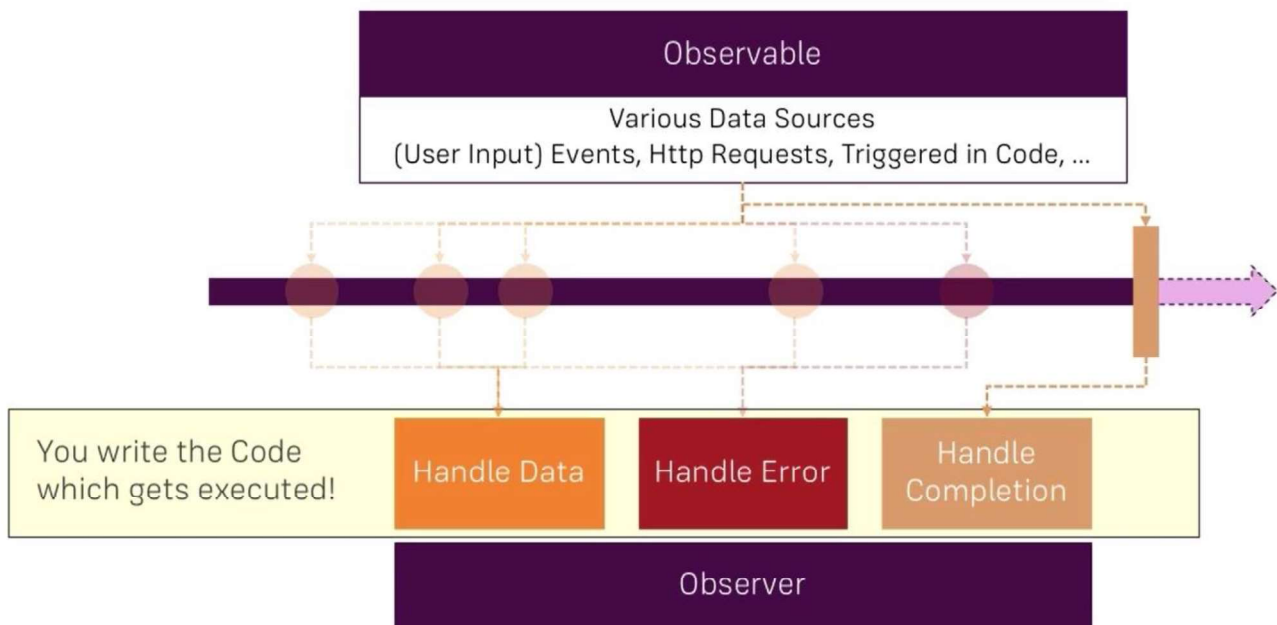 Observable
Various Data Sources
(User Input) Events, Http Requests, Triggered in Code, ...
You write the Code
which gets executed!
Handle Data
Handle Error
Handle
Completion
Observer